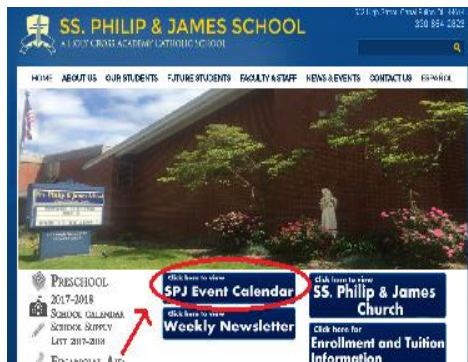 SS. PHILIP & JAMES SCHOOL
A HOLY CROSS ACADEMY CATHOLIC SCHOOL
HOME ABOUT US OUR STUDENTS FUTURE STUDENTS FACULTY & STAFF NEWS & EVENTS CONTACT US ESPAÑOL
PRESCHOOL
2017-2018
SCHOOL CALENDAR
SCHOOL SUPPLY
LIST 2017-2018
FINANCIAL AID
Click here to view
SPJ Event Calendar
Click here to view
Weekly Newsletter
Click here to view
SS. Philip & James
Church
Click here for
Enrollment and Tuition
Information